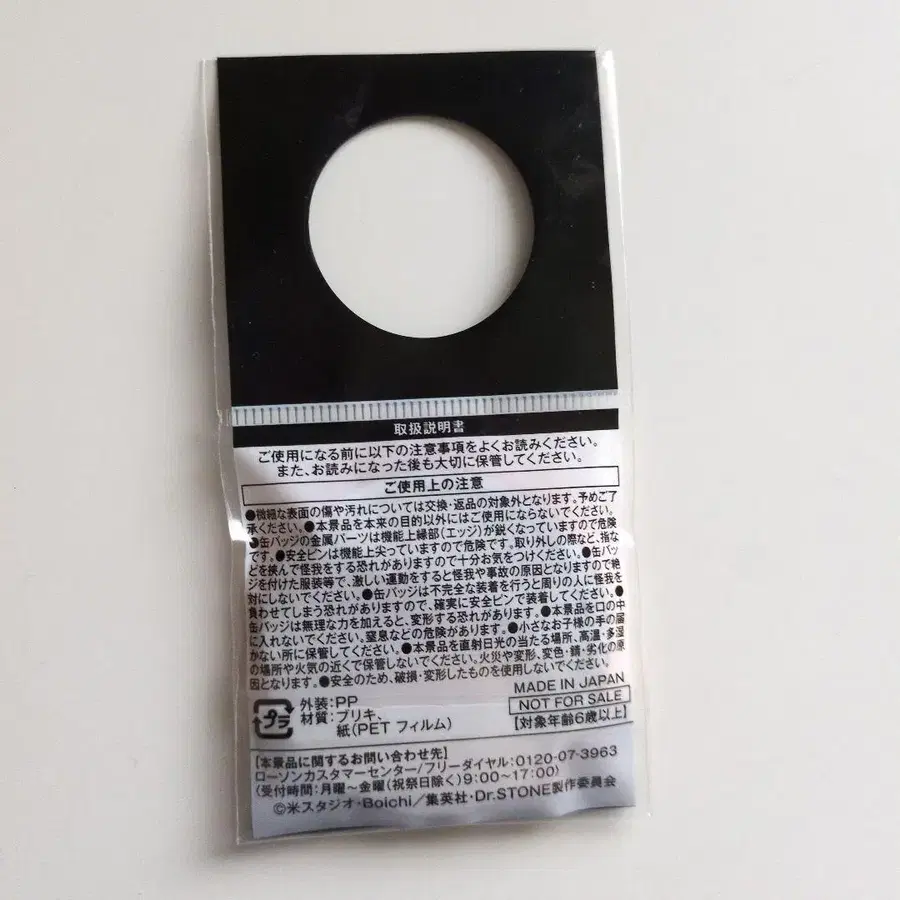 取扱説明書
ご使用になる前に以下の注意事項をよくお読みください。
また、お読みになった後も大切に保管してください。
ご使用上の注意
●微細な表面の傷や汚れについては交換・返品の対象外となります。予めご了
承ください。●本景品を本来の目的以外にはご使用にならないでください。
●缶バッジの金属パーツは機能上縁部(エッジ)が鋭くなっていますので危険
です。●安全ピンは機能上尖っていますので危険です。取り外しの際など、指な
どを挟んで怪我をする恐れがありますので十分お気をつけください。●缶バッ
ジを付けた服装等で、激しい運動をすると怪我や事故の原因となりますので絶
対にしないでください。●缶バッジは不完全な装着を行うと周りの人に怪我を
負わせてしまう恐れがありますので、確実に安全ピンで装着してください。●
缶バッジは無理な力を加えると、変形する恐れがあります。●本景品を口の中
に入れないでください。窒息などの危険があります。●小さなお子様の手の届
かない所に保管してください。●本景品を直射日光の当たる場所、高温・多湿
の場所や火気の近くで保管しないでください。火災や変形、変色・錆・劣化の原
因となります。●安全のため、破損・変形したものを使用しないでください。
MADE IN JAPAN
プラ 外装:PP NOT FOR SALE
材質:ブリキ、 【対象年齢6歳以上】
紙(PET フィルム)
【本景品に関するお問い合わせ先】
ローソンカスタマーセンター/フリーダイヤル:0120-07-3963
(受付時間:月曜~金曜(祝祭日除く)9:00~17:00)
©米スタジオ・Boichi/集英社・Dr.STONE製作委員会